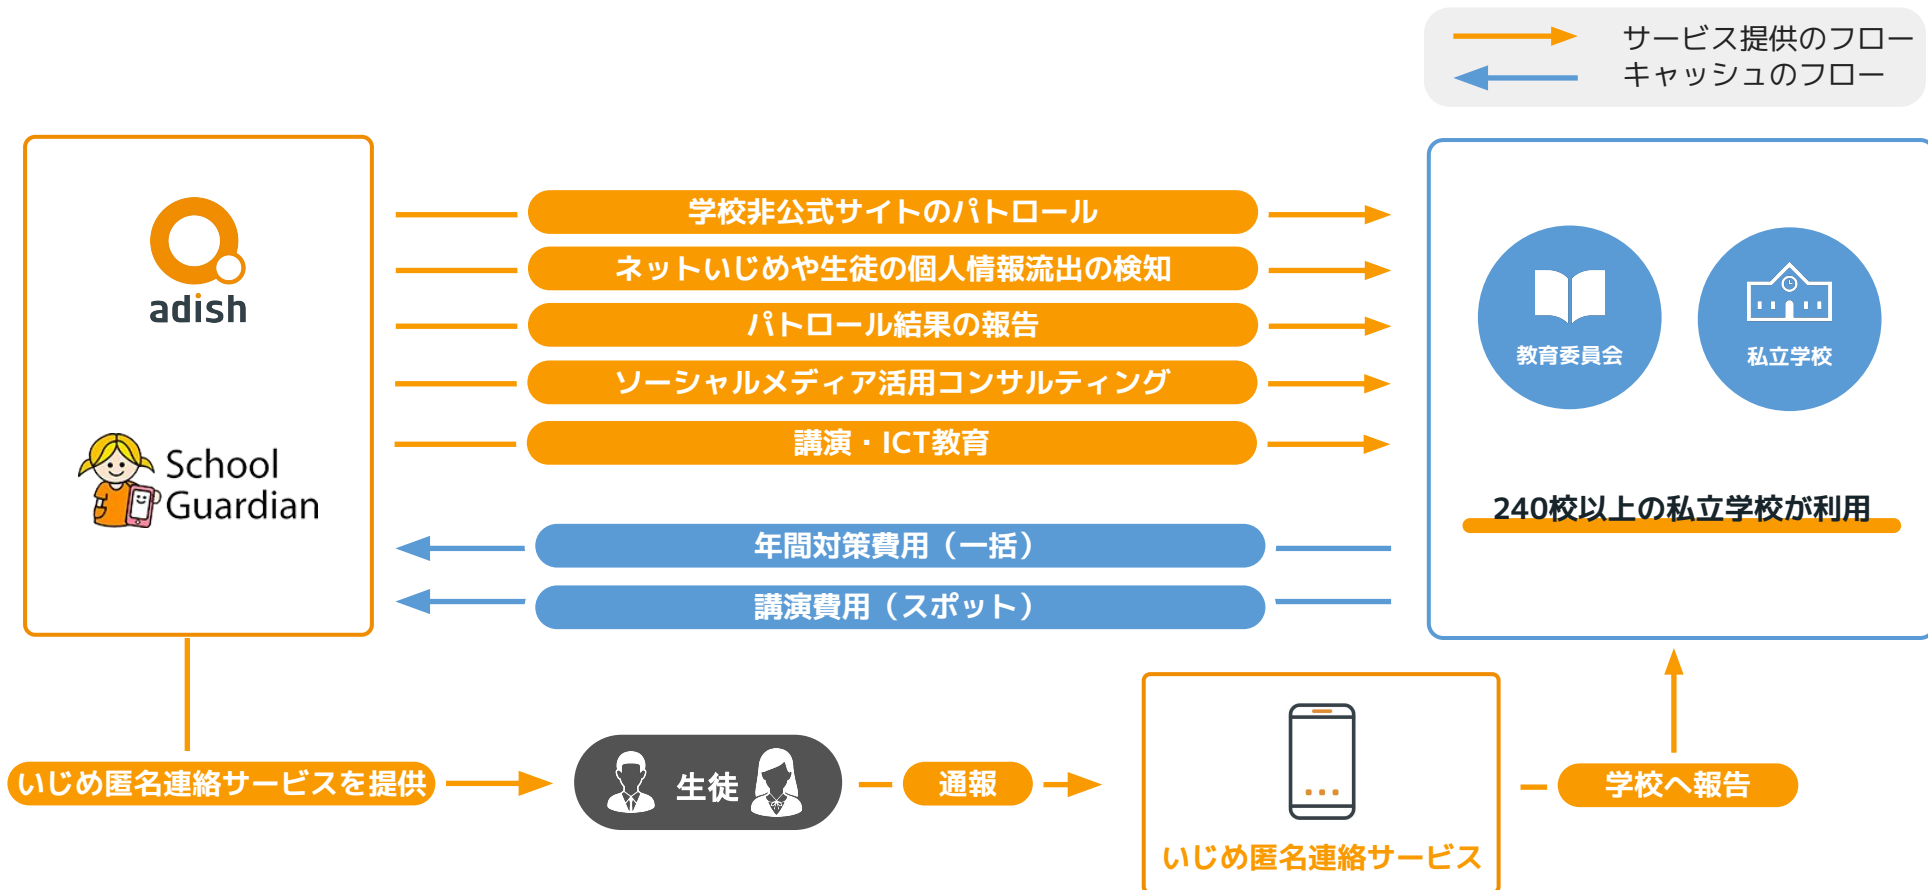 サービス提供のフロー
キャッシュのフロー
adish
School
Guardian
学校非公式サイトのパトロール
ネットいじめや生徒の個人情報流出の検知
パトロール結果の報告
ソーシャルメディア活用コンサルティング
講演・ICT教育
年間対策費用（一括）
講演費用（スポット）
教育委員会
私立学校
240校以上の私立学校が利用
いじめ匿名連絡サービスを提供
生徒
通報
いじめ匿名連絡サービス
学校へ報告